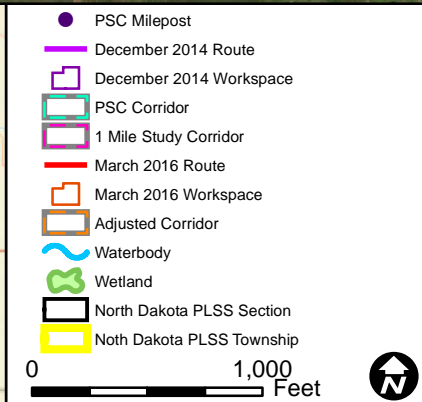 PSC Milepost
December 2014 Route
December 2014 Workspace
PSC Corridor
1 Mile Study Corridor
March 2016 Route
March 2016 Workspace
Adjusted Corridor
Waterbody
Wetland
North Dakota PLSS Section
Noth Dakota PLSS Township
0 1,000
Feet